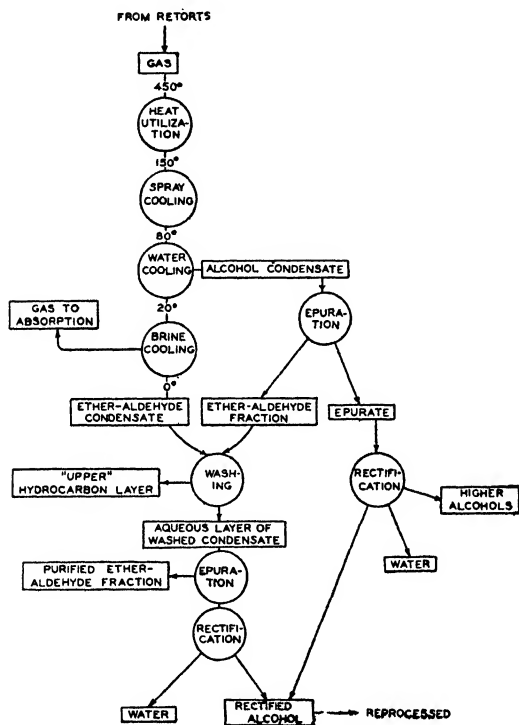 FROM RETORTS
GAS
450°
HEAT
UTILIZA-
TION
150°
SPRAY
COOLING
80°
WATER
COOLING
ALCOHOL CONDENSATE
20°
EPURA-
TION
GAS TO
ABSORPTION
BRINE
COOLING
0°
ETHER-ALDEHYDE
CONDENSATE
ETHER-ALDEHYDE
FRACTION
EPURATE
"UPPER"
HYDROCARBON LAYER
WASH-
ING
RECTIFI-
CATION
HIGHER
ALCOHOLS
AQUEOUS LAYER OF
WASHED CONDENSATE
WATER
PURIFIED ETHER-
ALDEHYDE FRACTION
EPURA-
TION
RECTIFI-
CATION
WATER
RECTIFIED
ALCOHOL
REPROCESSED